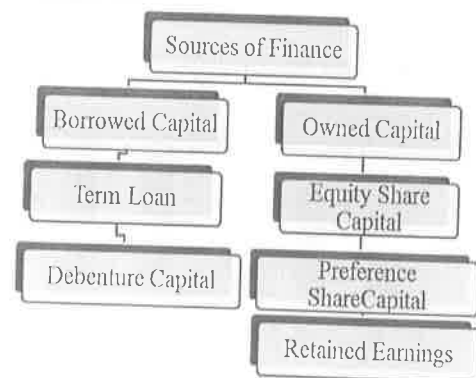 Sources of Finance
Borrowed Capital
Owned Capital
Term Loan
Equity Share
Capital
Debenture Capital
Preference
ShareCapital
Retained Earnings